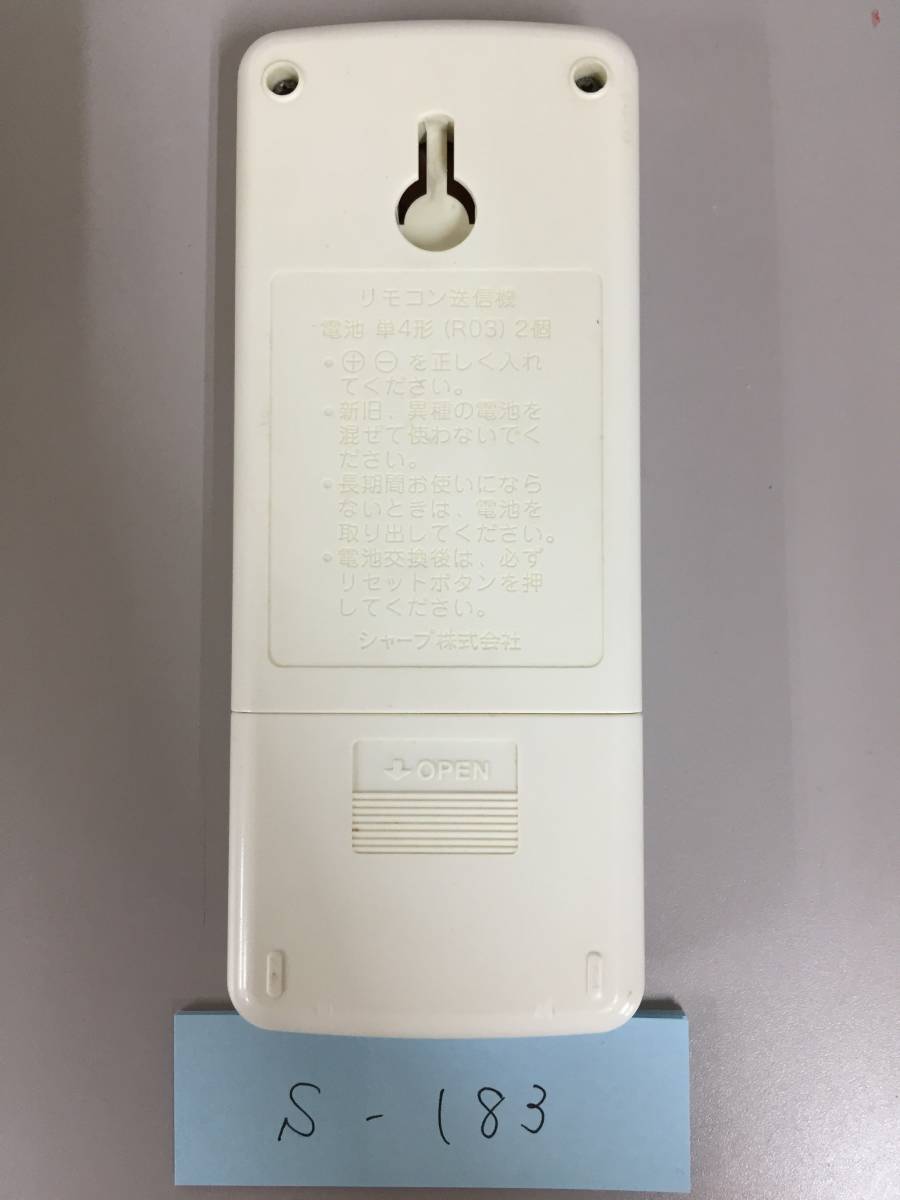 リモコン送信機
電池 単4形 (R03) 2個
• ⊕ ⊖ を正しく入れ
てください。
• 新旧、異種の電池を
混ぜて使わないでく
ださい。
• 長期間お使いになら
ないときは、電池を
取り出してください。
• 電池交換後は、必ず
リセットボタンを押
してください。
シャープ株式会社
OPEN
S-183